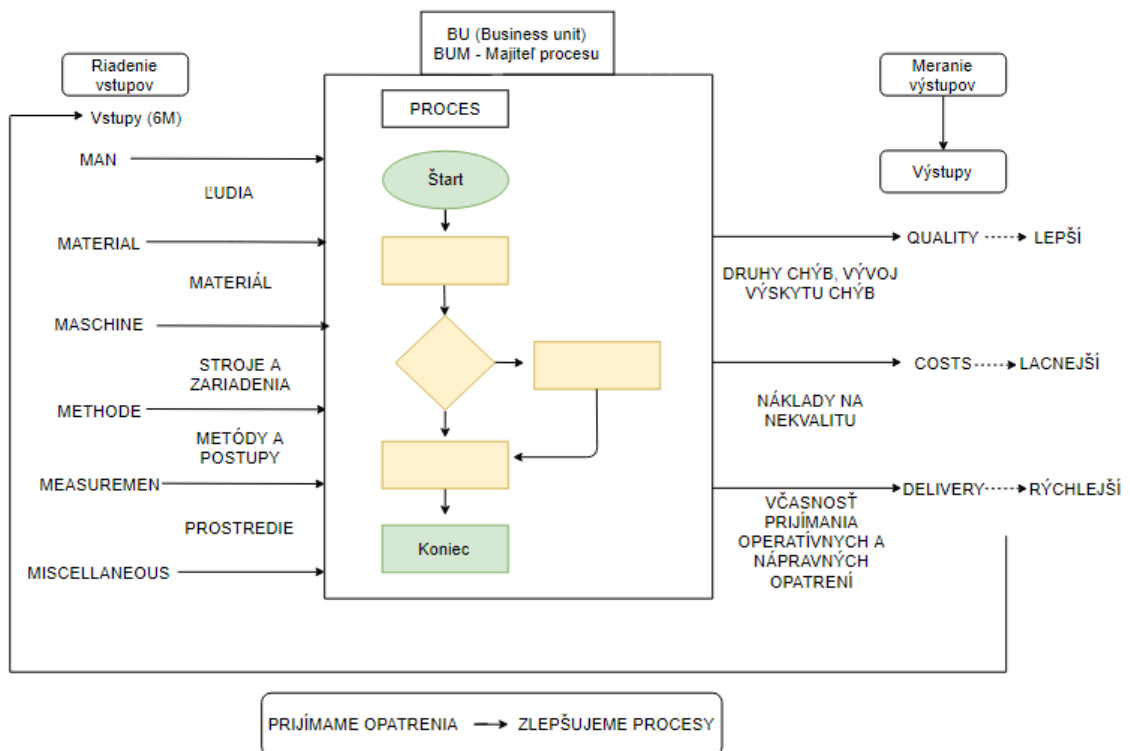 BU (Business unit)
BUM - Majiteľ procesu
Riadenie
vstupov
Vstupy (6M)
MAN
ĽUDIA
MATERIAL
MATERIÁL
MASCHINE
STROJE A
ZARIADENIA
METHODE
METÓDY A
POSTUPY
MEASUREMEN
PROSTREDIE
MISCELLANEOUS
PROCES
Štart
Koniec
Meranie
výstupov
Výstupy
QUALITY
LEPŠÍ
DRUHY CHÝB, VÝVOJ
VÝSKYTU CHÝB
COSTS
LACNEJŠÍ
NÁKLADY NA
NEKVALITU
DELIVERY
RÝCHLEJŠÍ
VČASNOSŤ
PRIJÍMANIA
OPERATÍVNYCH A
NÁPRAVNÝCH
OPATRENÍ
PRIJÍMAME OPATRENIA
ZLEPŠUJEME PROCESY